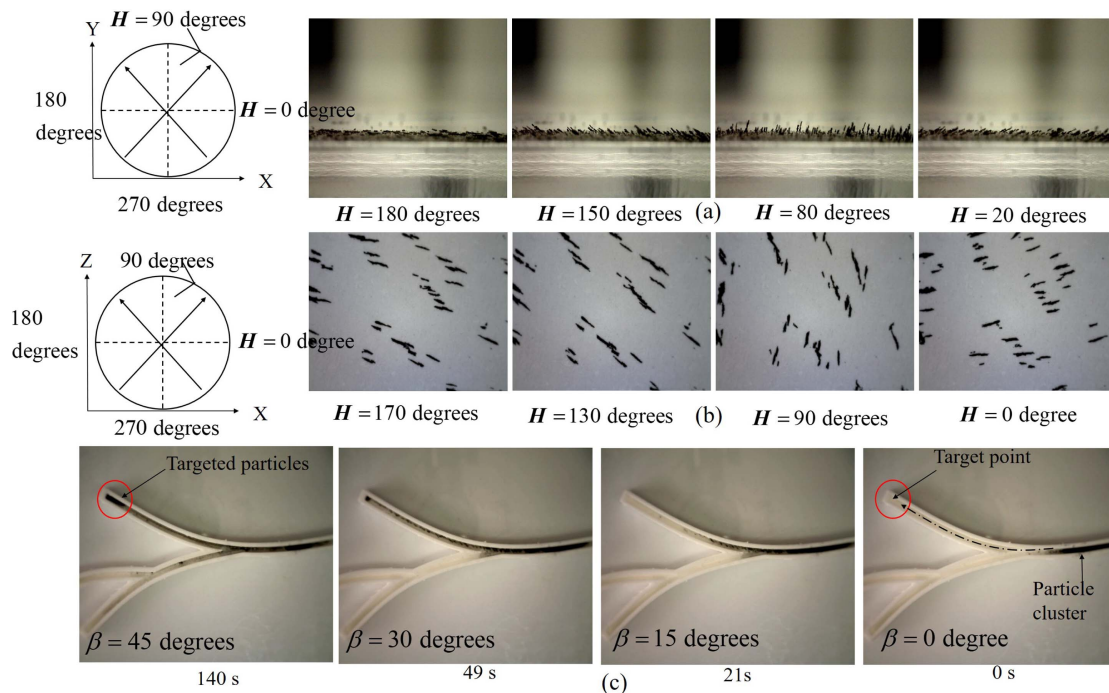 H = 90 degrees
Y
180
degrees
H = 0 degree
X
270 degrees
H = 180 degrees
H = 150 degrees
(a)
H = 80 degrees
H = 20 degrees
Z
90 degrees
180
degrees
H = 0 degree
X
270 degrees
H = 170 degrees
H = 130 degrees
(b)
H = 90 degrees
H = 0 degree
Targeted particles
β = 45 degrees
140 s
β = 30 degrees
49 s
β = 15 degrees
21s
Target point
Particle
cluster
β = 0 degree
0 s
(c)